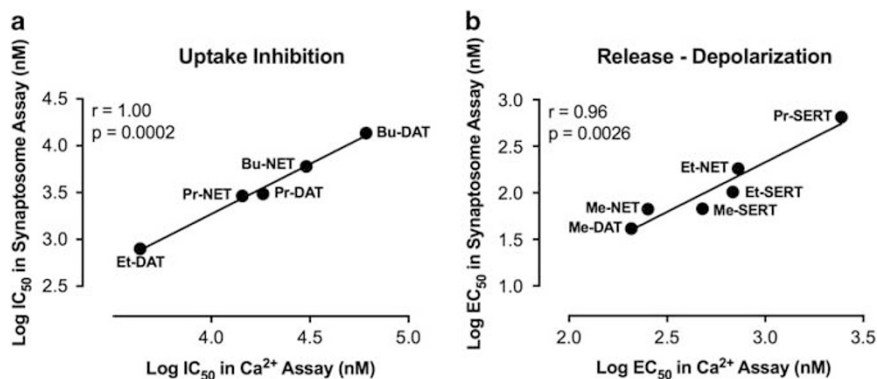 a
Uptake Inhibition
Log IC50 in Synaptosome Assay (nM)
4.5
4.0
3.5
3.0
2.5
r = 1.00
p = 0.0002
Bu-DAT
Bu-NET
Pr-NET
Pr-DAT
Et-DAT
4.0
4.5
5.0
Log IC50 in Ca2+ Assay (nM)
b
Release - Depolarization
Log EC50 in Synaptosome Assay (nM)
3.0
2.5
2.0
1.5
1.0
r = 0.96
p = 0.0026
Pr-SERT
Et-NET
Et-SERT
Me-NET
Me-SERT
Me-DAT
2.0
2.5
3.0
3.5
Log EC50 in Ca2+ Assay (nM)